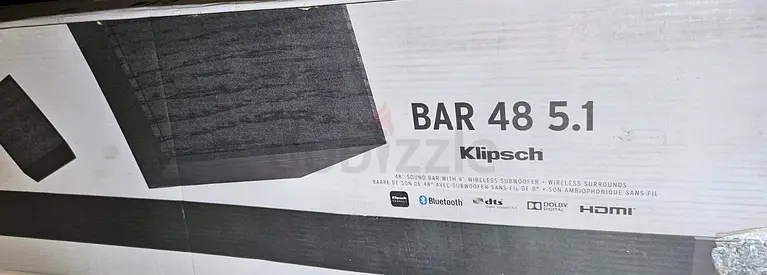 BAR 48 5.1
Klipsch
48" SOUND BAR WITH 8" WIRELESS SUBWOOFER + WIRELESS SURROUNDS
BARRE DE SON DE 48" AVEC SUBWOOFER SANS FIL DE 8" + SON AMBIOPHONIQUE SANS FIL
Klipsch Bluetooth dts DOLBY DIGITAL HDMI